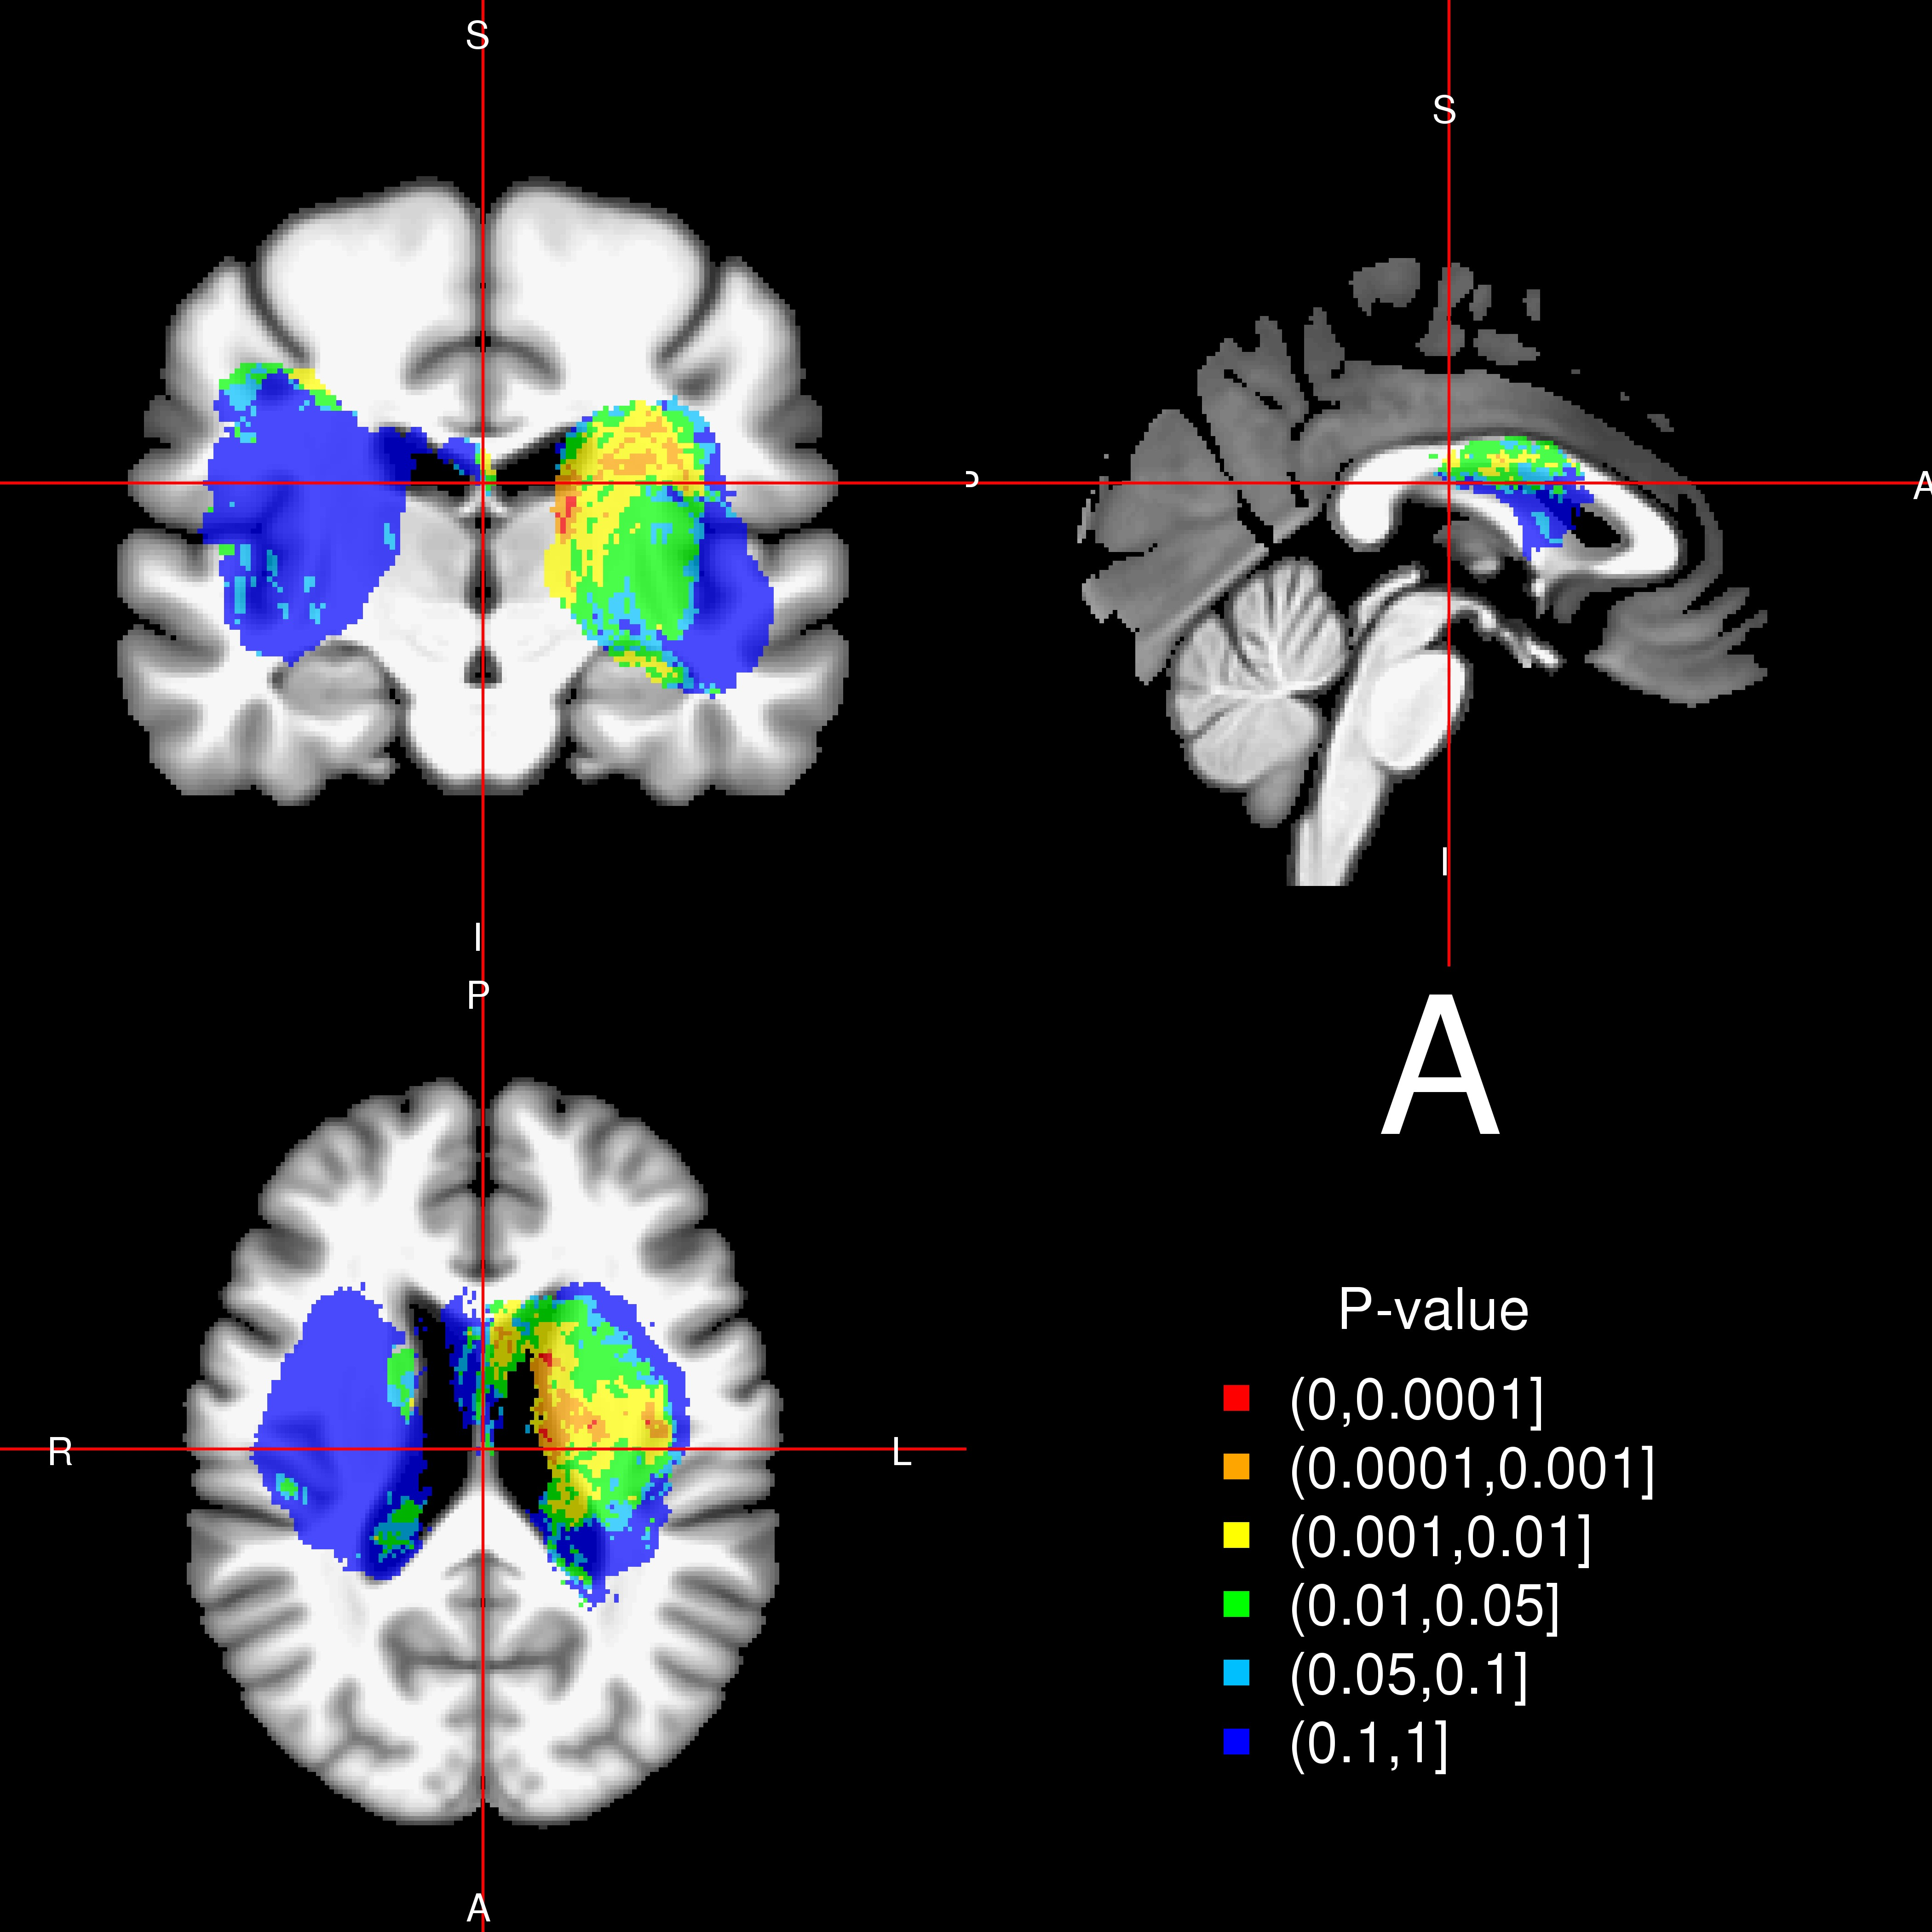 S
I
S
P
A
I
P
R
L
A
A
P-value
(0,0.0001]
(0.0001,0.001]
(0.001,0.01]
(0.01,0.05]
(0.05,0.1]
(0.1,1]